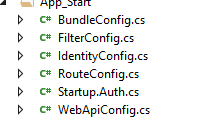 App_Start
C# BundleConfig.cs
C# FilterConfig.cs
C# IdentityConfig.cs
C# RouteConfig.cs
C# Startup.Auth.cs
C# WebApiConfig.cs